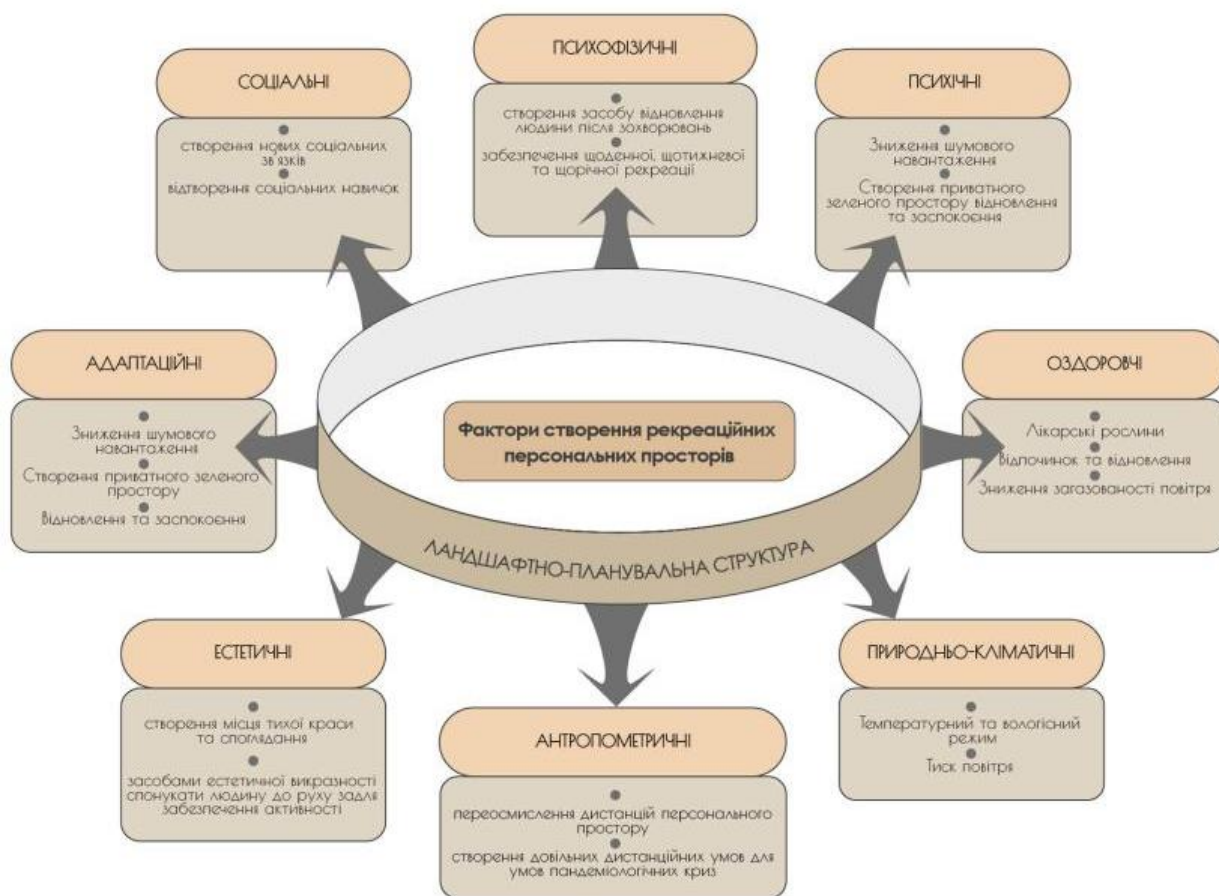 СОЦІАЛЬНІ
створення нових соціальних
зв'язків
відтворення соціальних навичок
ПСИХОФІЗИЧНІ
створення засобу відновлення
людини після зохворювань
забезпечення щоденної, щотижневої
та щорічної рекреації
ПСИХІЧНІ
Зниження шумового
навантаження
Створення приватного
зеленого простору відновлення
та заспокоєння
АДАПТАЦІЙНІ
Зниження шумового
навантаження
Створення приватного зеленого
простору
Відновлення та заспокоєння
Фактори створення рекреаційних
персональних просторів
ОЗДОРОВЧІ
Лікарські рослини
Відпочинок та відновлення
Зниження загазованості повітря
ЛАНДШАФТНО-ПЛАНУВАЛЬНА СТРУКТУРА
ЕСТЕТИЧНІ
створення місця тихої краси
та споглядання
засобами естетичної викразності
спонукати людину до руху задля
забезпечення активності
АНТРОПОМЕТРИЧНІ
переосмислення дистанцій персонального
простору
створення довільних дистанційних умов для
умов пандеміологічних криз
ПРИРОДНЬО-КЛІМАТИЧНІ
Температурний та вологісний
режим
Тиск повітря